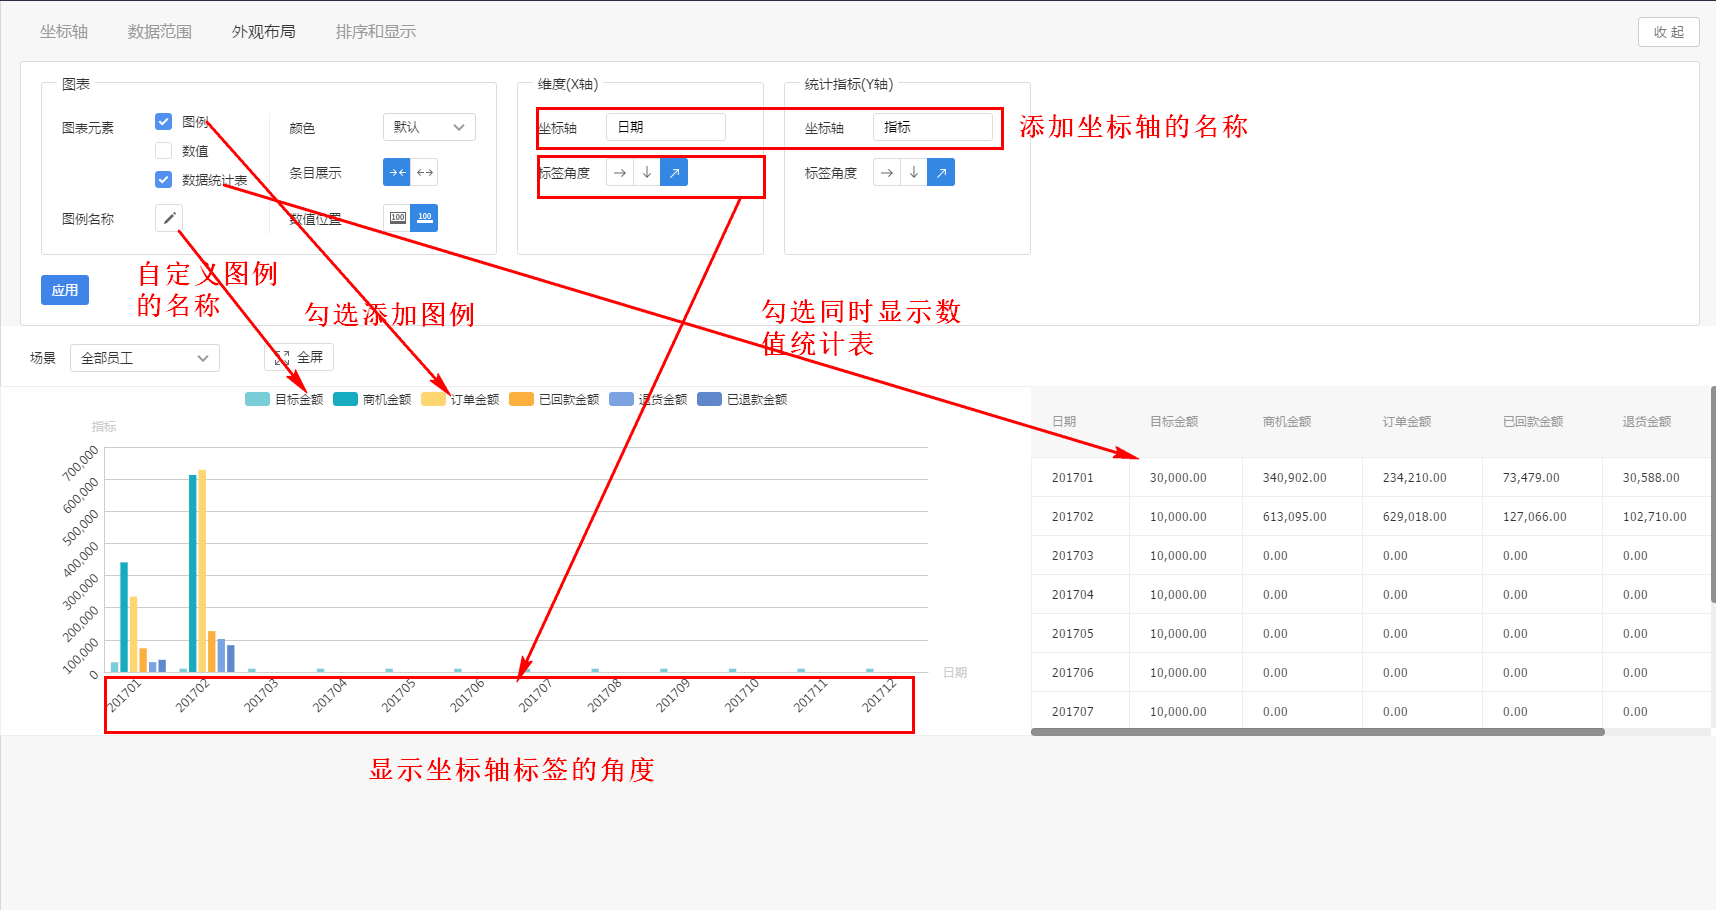 坐标轴 数据范围 外观布局 排序和显示 收 起
图表 维度(X轴) 统计指标(Y轴)
图表元素 图例 颜色 默认 坐标轴 日期 坐标轴 指标 添加坐标轴的名称
数值
数据统计表 条目展示 标签角度 标签角度
图例名称 数值位置 100 100
自定义图例
的名称
应用
勾选添加图例
勾选同时显示数
值统计表
场景 全部员工 全屏
目标金额 商机金额 订单金额 已回款金额 退货金额 已退款金额
指标
700,000
600,000
500,000
400,000
300,000
200,000
100,000
0
日期
201701 201702 201703 201704 201705 201706 201707 201708 201709 201710 201711 201712
显示坐标轴标签的角度
日期 目标金额 商机金额 订单金额 已回款金额 退货金额
201701 30,000.00 340,902.00 234,210.00 73,479.00 30,588.00
201702 10,000.00 613,095.00 629,018.00 127,066.00 102,710.00
201703 10,000.00 0.00 0.00 0.00 0.00
201704 10,000.00 0.00 0.00 0.00 0.00
201705 10,000.00 0.00 0.00 0.00 0.00
201706 10,000.00 0.00 0.00 0.00 0.00
201707 10,000.00 0.00 0.00 0.00 0.00